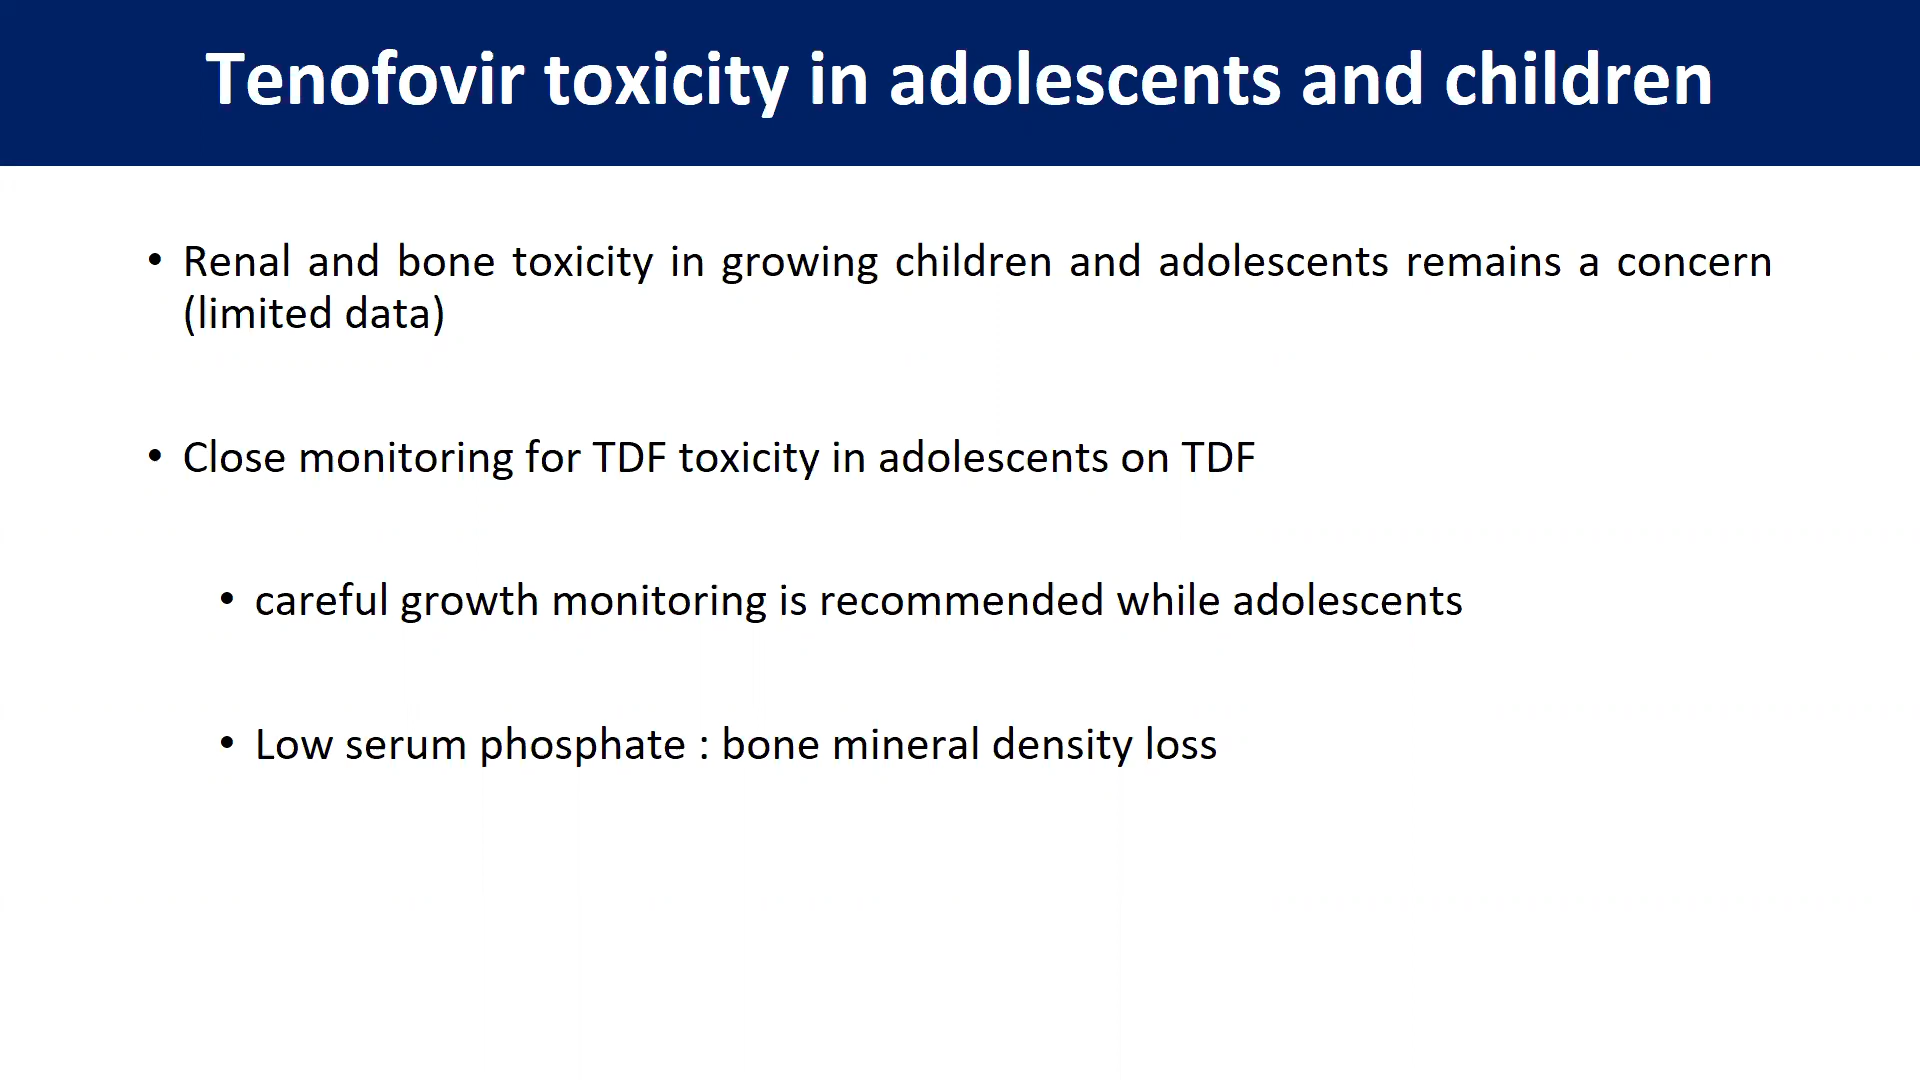 Tenofovir toxicity in adolescents and children
• Renal and bone toxicity in growing children and adolescents remains a concern
(limited data)
• Close monitoring for TDF toxicity in adolescents on TDF
• careful growth monitoring is recommended while adolescents
• Low serum phosphate : bone mineral density loss